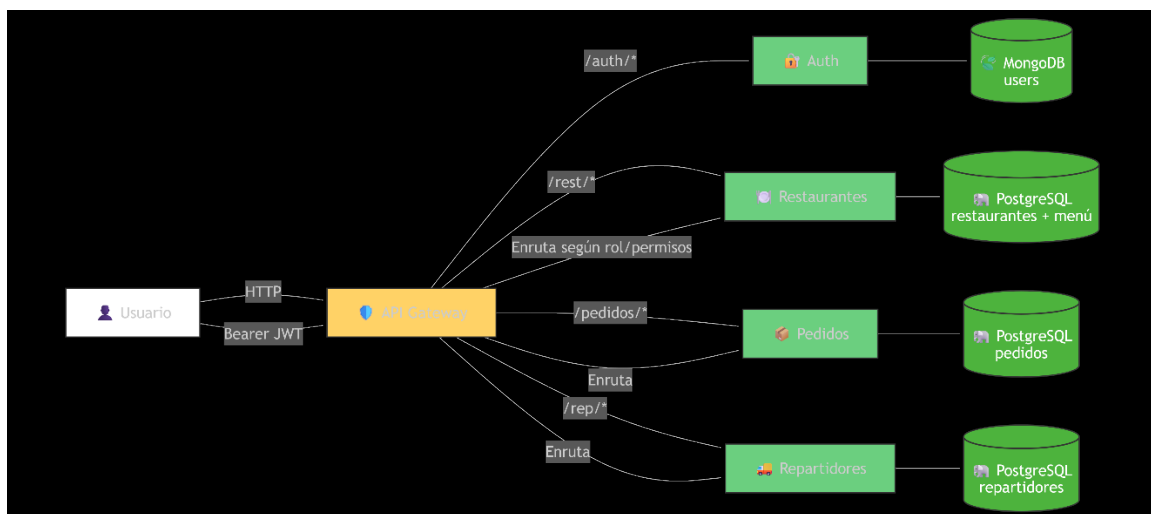 /auth/*
Auth
MongoDB
users
/rest/*
Restaurantes
PostgreSQL
restaurantes + menú
Enruta según rol/permisos
Usuario
HTTP
Bearer JWT
API Gateway
/pedidos/*
Pedidos
PostgreSQL
pedidos
Enruta
/rep/*
Enruta
Repartidores
PostgreSQL
repartidores